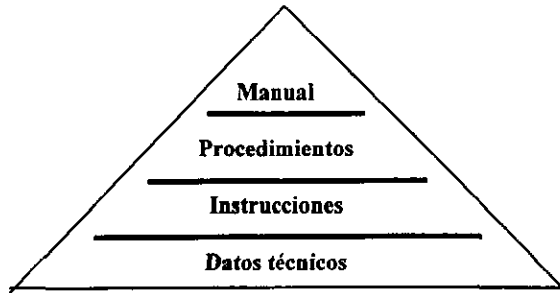 Manual
Procedimientos
Instrucciones
Datos técnicos